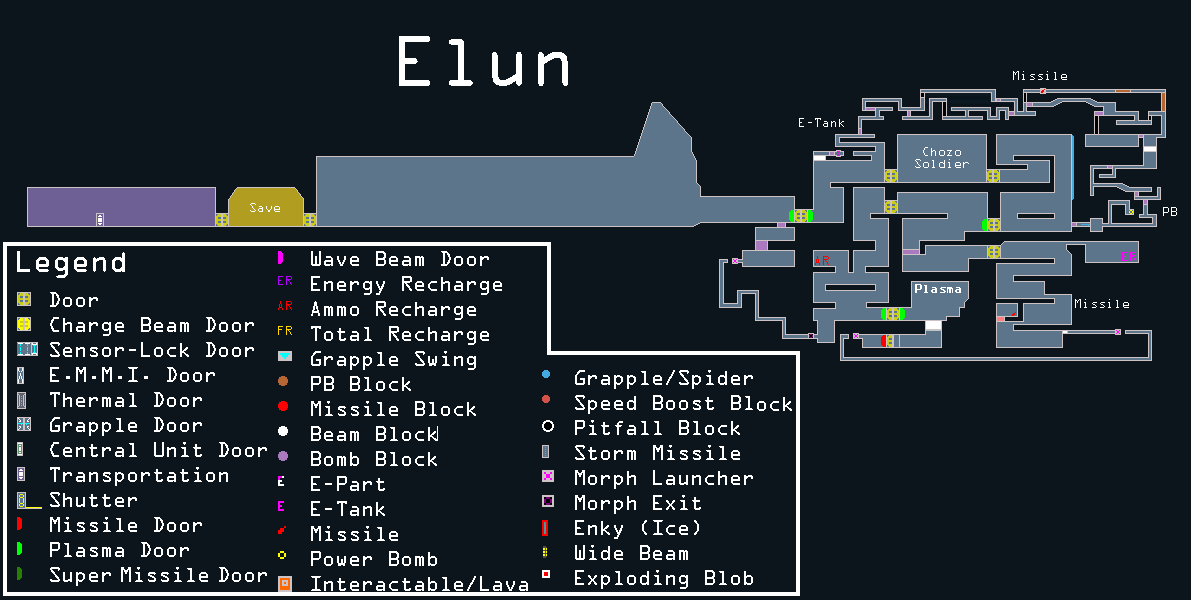 Elun
Missile
E-Tank
Chozo
Soldier
Save
PB
AR
ER
Plasma
Missile
Legend
Door
Charge Beam Door
Sensor-Lock Door
E.M.M.I. Door
Thermal Door
Grapple Door
Central Unit Door
Transportation
Shutter
Missile Door
Plasma Door
Super Missile Door
Wave Beam Door
ER Energy Recharge
AR Ammo Recharge
FR Total Recharge
Grapple Swing
PB Block
Missile Block
Beam Block
Bomb Block
E E-Part
E E-Tank
Missile
Power Bomb
Interactable/Lava
Grapple/Spider
Speed Boost Block
Pitfall Block
Storm Missile
Morph Launcher
Morph Exit
Enky (Ice)
Wide Beam
Exploding Blob